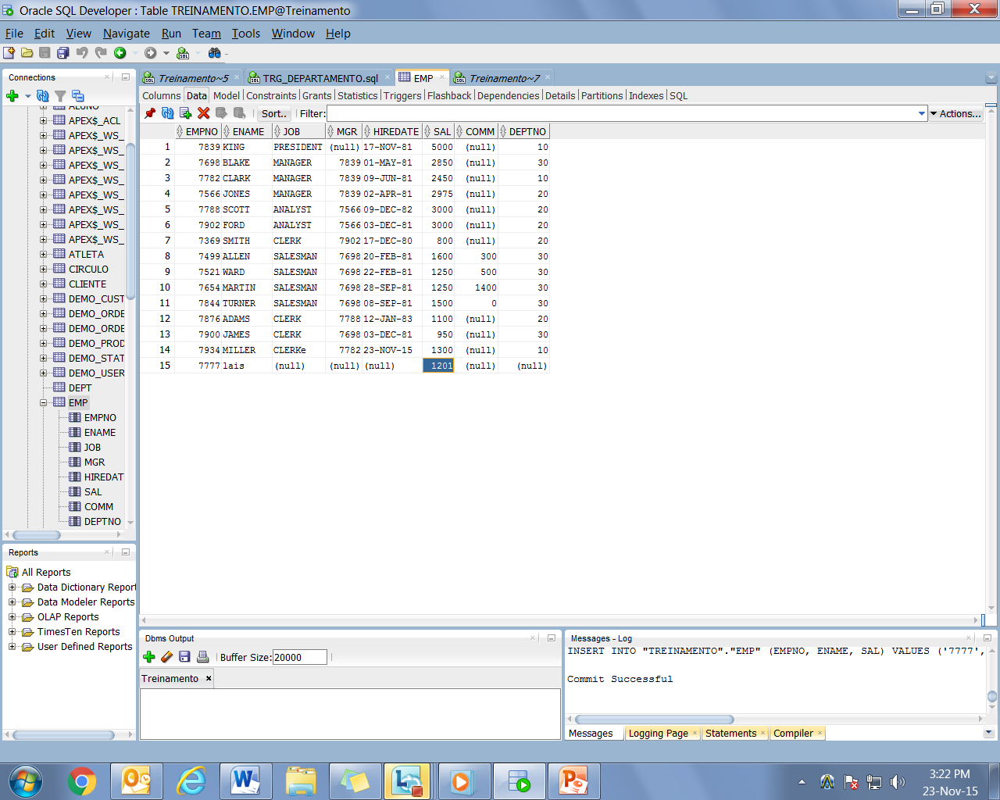 Oracle SQL Developer : Table TREINAMENTO.EMP@Treinamento
File Edit View Navigate Run Team Tools Window Help
Connections
ALUNO
APEX$_ACL
APEX$_WS_
APEX$_WS_
APEX$_WS_
APEX$_WS_
APEX$_WS_
APEX$_WS_
APEX$_WS_
APEX$_WS_
ATLETA
CIRCULO
CLIENTE
DEMO_CUST
DEMO_ORDE
DEMO_ORDE
DEMO_PROD
DEMO_STAT
DEMO_USER
DEPT
EMP
EMPNO
ENAME
JOB
MGR
HIREDAT
SAL
COMM
DEPTNO
Reports
All Reports
Data Dictionary Report
Data Modeler Reports
OLAP Reports
TimesTen Reports
User Defined Reports
Treinamento~5 TRG_DEPARTAMENTO.sql EMP Treinamento~7
Columns Data Model Constraints Grants Statistics Triggers Flashback Dependencies Details Partitions Indexes SQL
Sort.. Filter: Actions...
EMPNO ENAME JOB MGR HIREDATE SAL COMM DEPTNO
1 7839 KING PRESIDENT (null) 17-NOV-81 5000 (null) 10
2 7698 BLAKE MANAGER 7839 01-MAY-81 2850 (null) 30
3 7782 CLARK MANAGER 7839 09-JUN-81 2450 (null) 10
4 7566 JONES MANAGER 7839 02-APR-81 2975 (null) 20
5 7788 SCOTT ANALYST 7566 09-DEC-82 3000 (null) 20
6 7902 FORD ANALYST 7566 03-DEC-81 3000 (null) 20
7 7369 SMITH CLERK 7902 17-DEC-80 800 (null) 20
8 7499 ALLEN SALESMAN 7698 20-FEB-81 1600 300 30
9 7521 WARD SALESMAN 7698 22-FEB-81 1250 500 30
10 7654 MARTIN SALESMAN 7698 28-SEP-81 1250 1400 30
11 7844 TURNER SALESMAN 7698 08-SEP-81 1500 0 30
12 7876 ADAMS CLERK 7788 12-JAN-83 1100 (null) 20
13 7900 JAMES CLERK 7698 03-DEC-81 950 (null) 30
14 7934 MILLER CLERKe 7782 23-NOV-15 1300 (null) 10
15 7777 lais (null) (null) (null) 1201 (null) (null)
Dbms Output
Buffer Size: 20000
Treinamento
Messages - Log
INSERT INTO "TREINAMENTO"."EMP" (EMPNO, ENAME, SAL) VALUES ('7777',
Commit Successful
Messages Logging Page Statements Compiler
3:22 PM
23-Nov-15